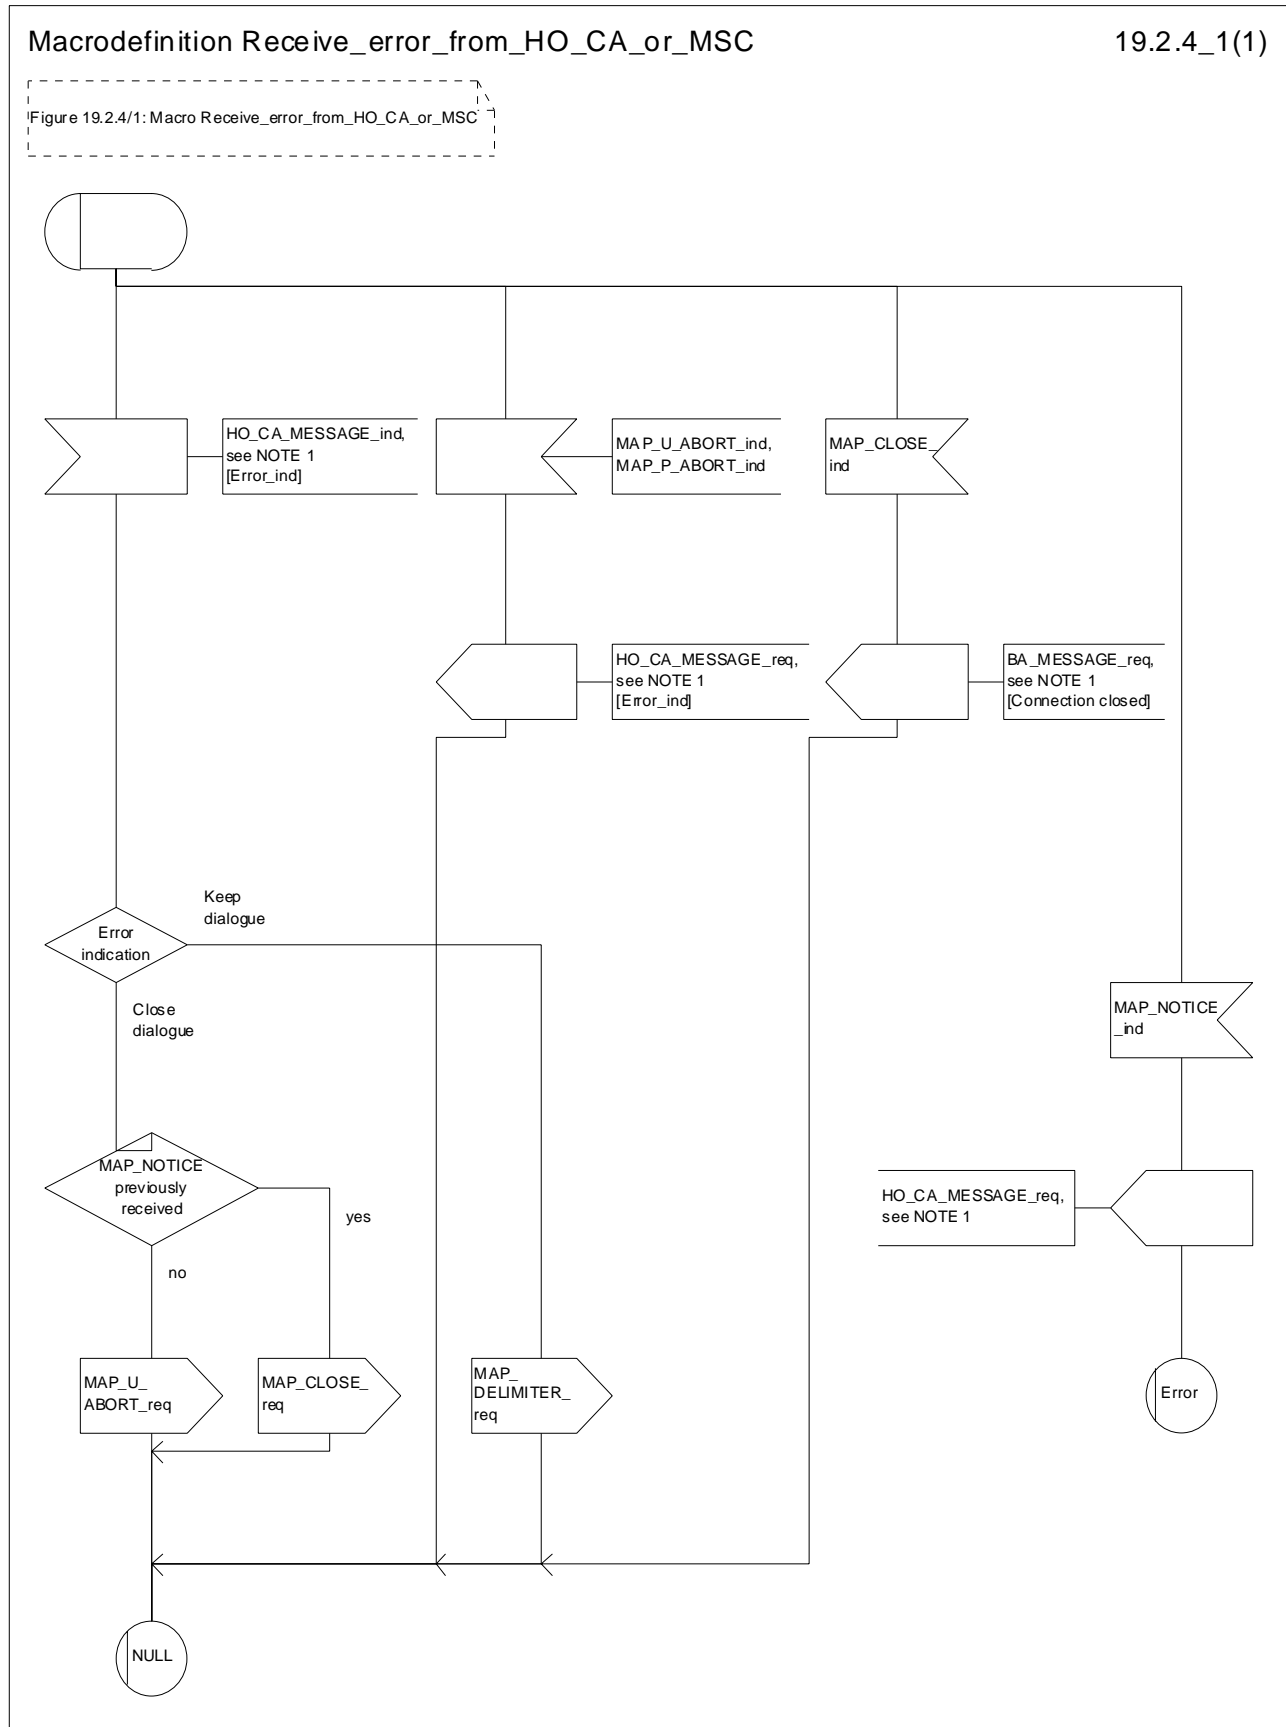 Macrodefinition Receive_error_from_HO_CA_or_MSC
19.2.4_1(1)
Figure 19.2.4/1: Macro Receive_error_from_HO_CA_or_MSC
HO_CA_MESSAGE_ind,
see NOTE 1
[Error_ind]
MAP_U_ABORT_ind,
MAP_P_ABORT_ind
MAP_CLOSE_
ind
HO_CA_MESSAGE_req,
see NOTE 1
[Error_ind]
BA_MESSAGE_req,
see NOTE 1
[Connection closed]
Keep
dialogue
Error
indication
Close
dialogue
MAP_NOTICE
_ind
MAP_NOTICE
previously
received
yes
no
HO_CA_MESSAGE_req,
see NOTE 1
MAP_U_
ABORT_req
MAP_CLOSE_
req
MAP_
DELIMITER_
req
Error
NULL